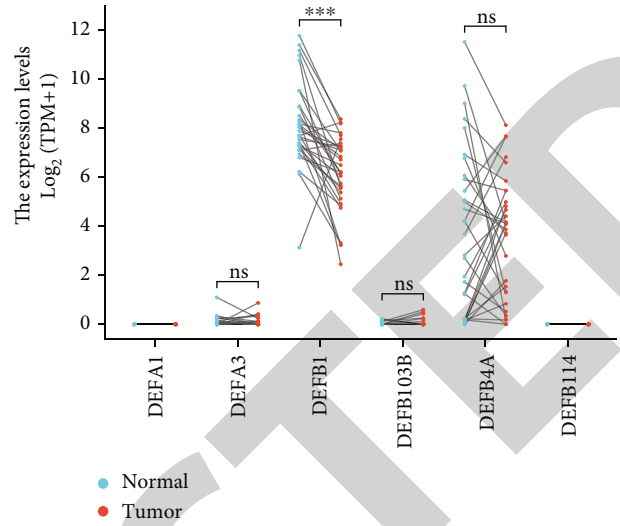 The expression levels
Log₂ (TPM+1)
12
10
8
6
4
2
0
***
ns
ns
ns
DEFA1
DEFA3
DEFB1
DEFB103B
DEFB4A
DEFB114
Normal
Tumor